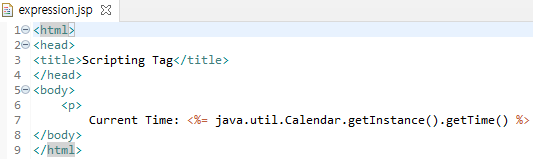 expression.jsp
1 <html>
2 <head>
3 <title>Scripting Tag</title>
4 </head>
5 <body>
6 <p>
7 Current Time: <%= java.util.Calendar.getInstance().getTime() %>
8 </body>
9 </html>